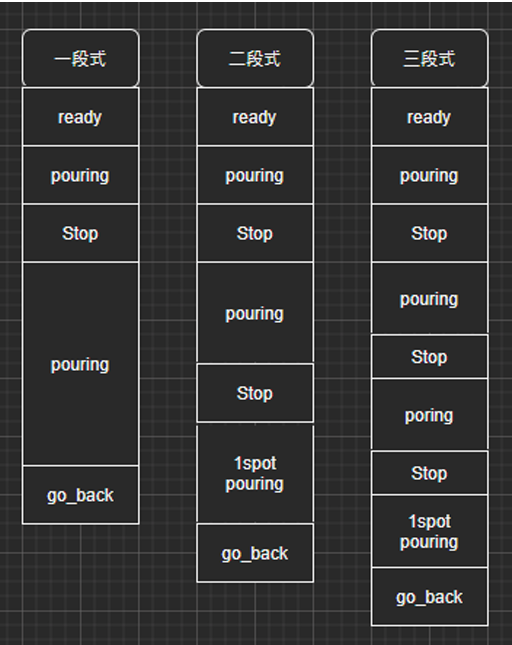 一段式
ready
pouring
Stop
pouring
go_back
二段式
ready
pouring
Stop
pouring
Stop
1spot
pouring
go_back
三段式
ready
pouring
Stop
pouring
Stop
poring
Stop
1spot
pouring
go_back